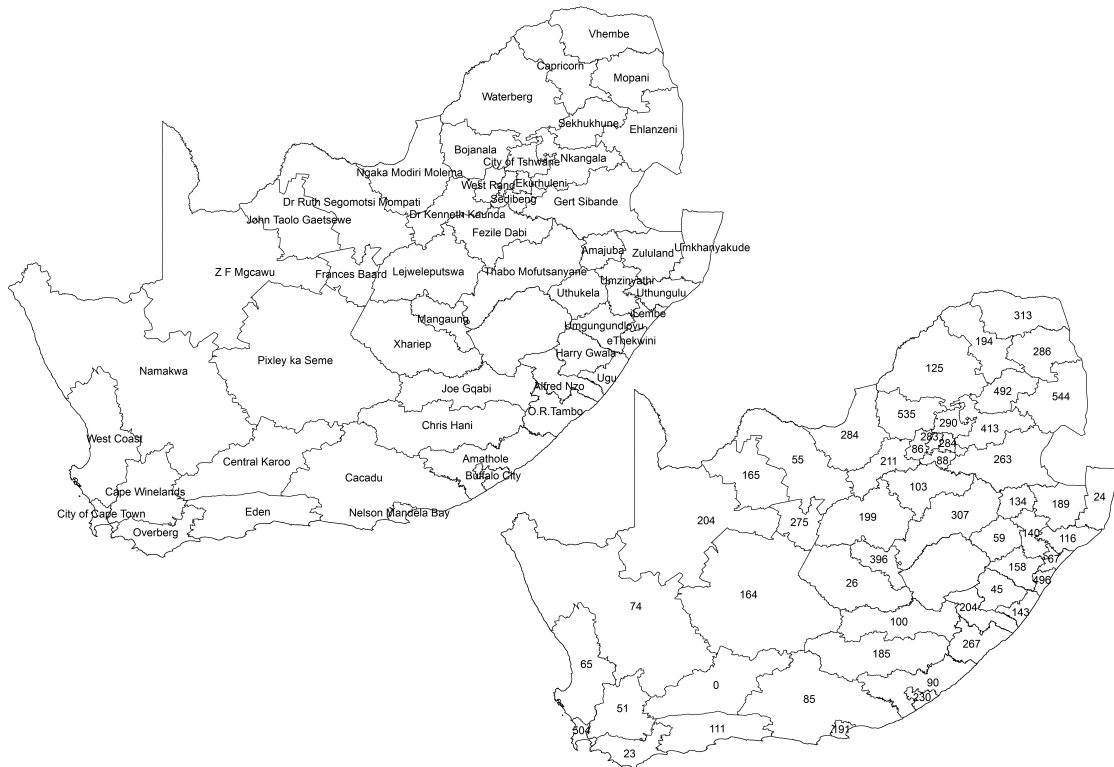 Vhembe
Capricorn
Mopani
Waterberg
Sekhukhune
Ehlanzeni
Bojanala
City of Tshwane
Nkangala
Ngaka Modiri Molema
West Rand
Ekurhuleni
Sedibeng
Gert Sibande
Dr Ruth Segomotsi Mompati
Dr Kenneth Kaunda
John Taolo Gaetsewe
Fezile Dabi
Amajuba
Zululand
Umkhanyakude
Z F Mgcawu
Frances Baard
Lejweleputswa
Thabo Mofutsanyane
Umzinyathi
Uthukela
Uthungulu
iLembe
Mangaung
Umgungundlovu
eThekwini
Xhariep
Harry Gwala
Pixley ka Seme
Namakwa
Ugu
Joe Gqabi
Alfred Nzo
O.R.Tambo
Chris Hani
West Coast
Central Karoo
Amathole
Cacadu
Buffalo City
Cape Winelands
City of Cape Town
Eden
Nelson Mandela Bay
Overberg
313
194
286
125
492
544
535
290
413
284
283
284
86
88
211
263
55
165
103
204
275
199
307
134
189
24
140
59
116
67
396
158
496
26
45
164
74
204
143
100
267
185
65
0
90
230
85
51
504
111
191
23